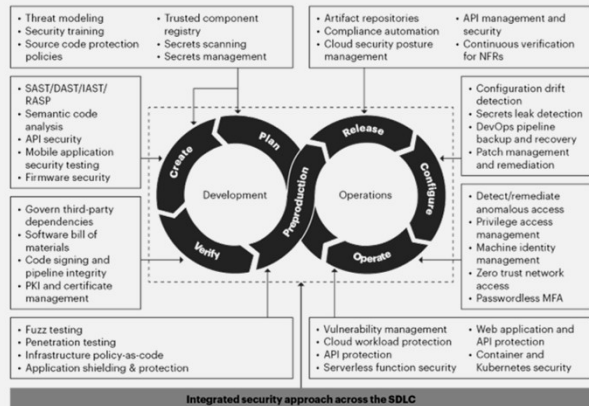 • Threat modeling
• Security training
• Source code protection
policies
• Trusted component
registry
• Secrets scanning
• Secrets management
• Artifact repositories
• Compliance automation
• Cloud security posture
management
• API management and
security
• Continuous verification
for NFRs
• SAST/DAST/IAST/
RASP
• Semantic code
analysis
• API security
• Mobile application
security testing
• Firmware security
• Configuration drift
detection
• Secrets leak detection
• DevOps pipeline
backup and recovery
• Patch management
and remediation
Create
Plan
Verify
Development
Preproduction
Release
Configure
Operate
Operations
• Govern third-party
dependencies
• Software bill of
materials
• Code signing and
pipeline integrity
• PKI and certificate
management
• Detect/remediate
anomalous access
• Privilege access
management
• Machine identity
management
• Zero trust network
access
• Passwordless MFA
• Fuzz testing
• Penetration testing
• Infrastructure policy-as-code
• Application shielding & protection
• Vulnerability management
• Cloud workload protection
• API protection
• Serverless function security
• Web application and
API protection
• Container and
Kubernetes security
Integrated security approach across the SDLC